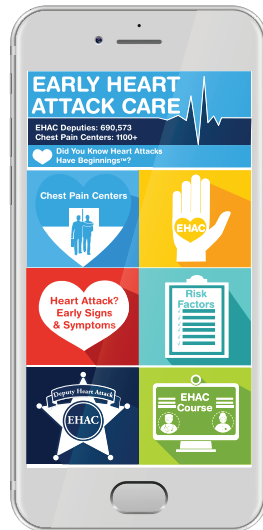 EARLY HEART
ATTACK CARE
EHAC Deputies: 690,573
Chest Pain Centers: 1100+
Did You Know Heart Attacks
Have Beginnings™?
Chest Pain Centers
EHAC
Heart Attack?
Early Signs
& Symptoms
Risk
Factors
Deputy Heart Attack
EHAC
EHAC
Course